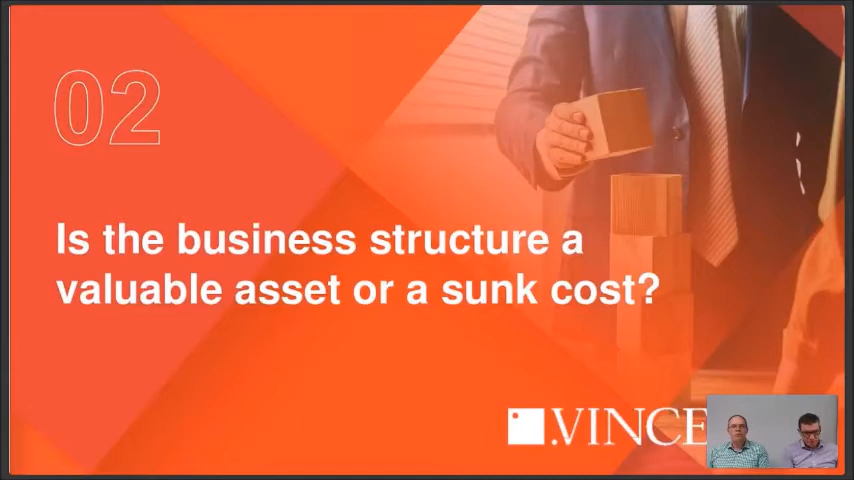 02
Is the business structure a
valuable asset or a sunk cost?
.VINCE